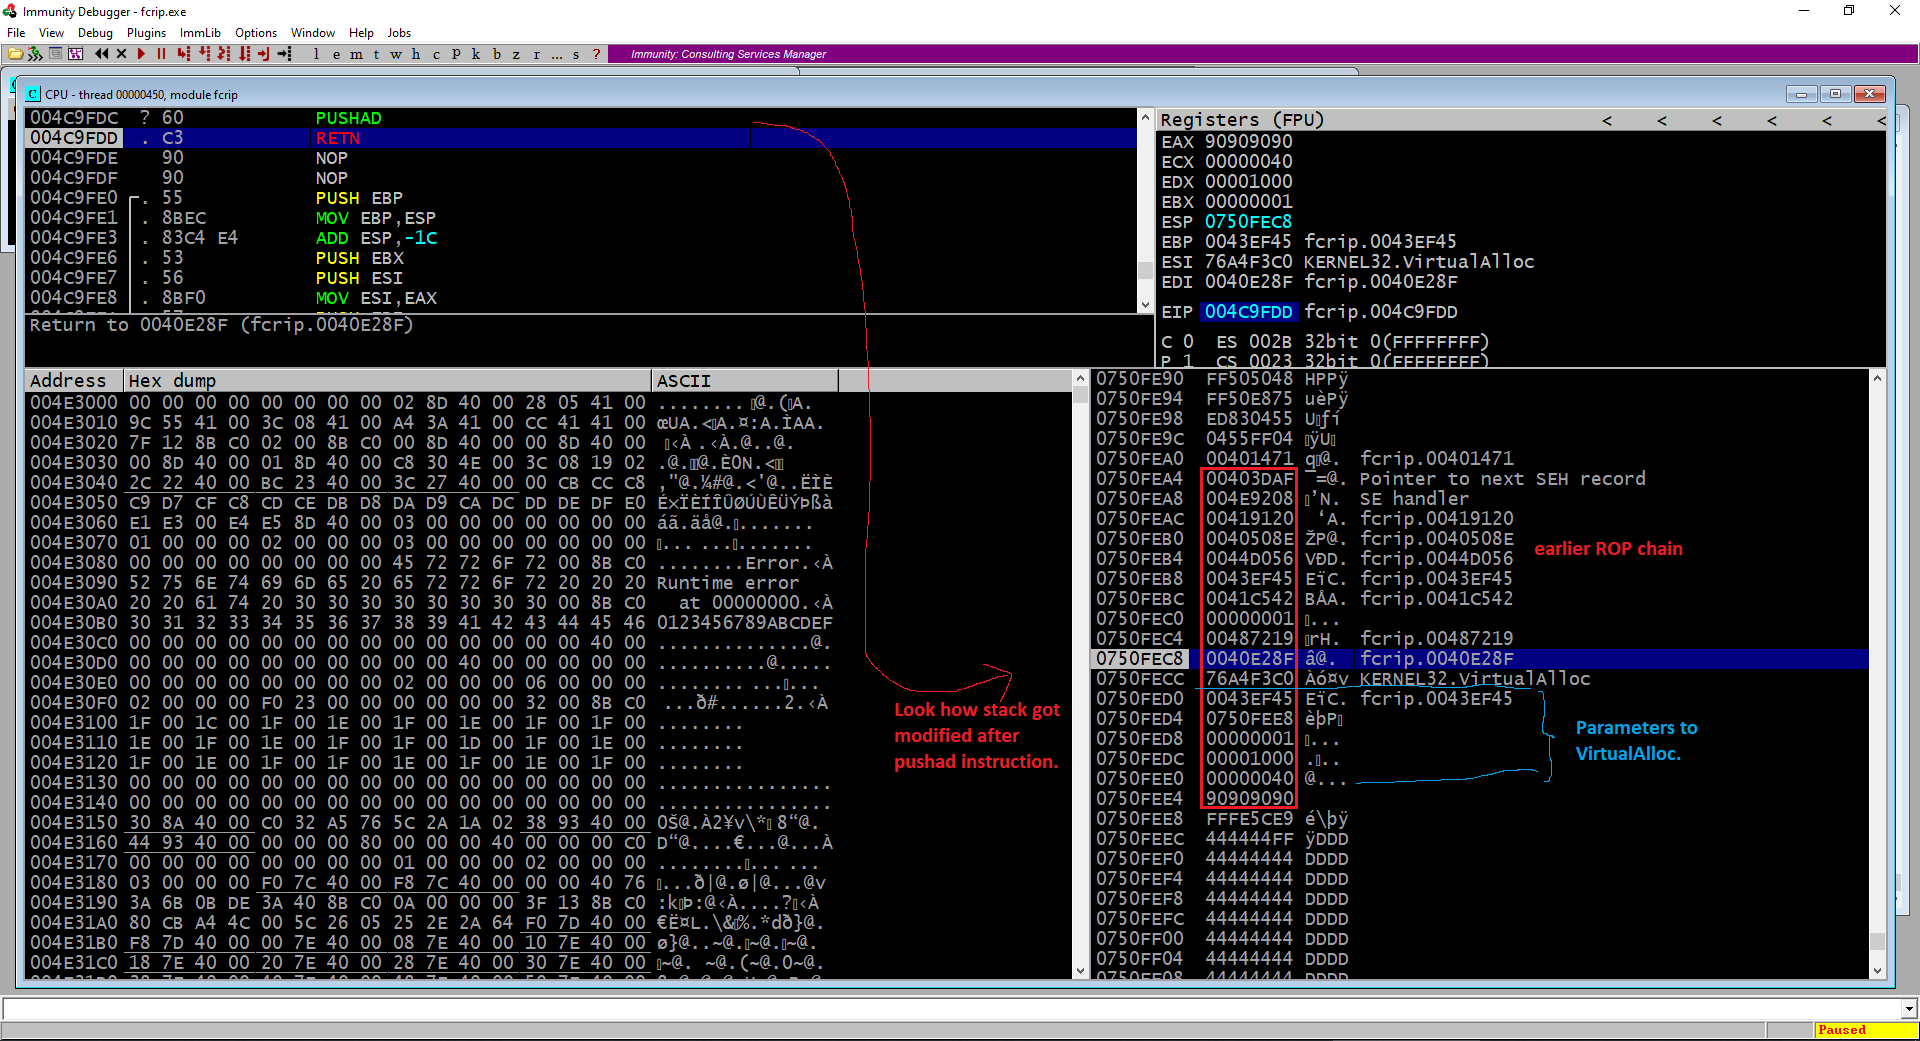 Immunity Debugger - fcrip.exe
File View Debug Plugins ImmLib Options Window Help Jobs
l e m t w h c P k b z r ... s ?
Immunity: Consulting Services Manager
CPU - thread 00000450, module fcrip
004C9FDC ? 60 PUSHAD
004C9FDD . C3 RETN
004C9FDE 90 NOP
004C9FDF 90 NOP
004C9FE0 . 55 PUSH EBP
004C9FE1 . 8BEC MOV EBP,ESP
004C9FE3 . 83C4 E4 ADD ESP,-1C
004C9FE6 . 53 PUSH EBX
004C9FE7 . 56 PUSH ESI
004C9FE8 . 8BF0 MOV ESI,EAX
Return to 0040E28F (fcrip.0040E28F)
Registers (FPU) < < < < < <
EAX 90909090
ECX 00000040
EDX 00001000
EBX 00000001
ESP 0750FEC8
EBP 0043EF45 fcrip.0043EF45
ESI 76A4F3C0 KERNEL32.VirtualAlloc
EDI 0040E28F fcrip.0040E28F
EIP 004C9FDD fcrip.004C9FDD
C 0 ES 002B 32bit 0(FFFFFFFF)
P 1 CS 0023 32bit 0(FFFFFFFF)
Address Hex dump ASCII
004E3000 00 00 00 00 00 00 00 00 02 8D 40 00 28 05 41 00
004E3010 9C 55 41 00 3C 08 41 00 A4 3A 41 00 CC 41 41 00
004E3020 7F 12 8B C0 02 00 8B C0 00 8D 40 00 00 8D 40 00
004E3030 00 8D 40 00 01 8D 40 00 C8 30 4E 00 3C 08 19 02
004E3040 2C 22 40 00 BC 23 40 00 3C 27 40 00 00 CB CC C8
004E3050 C9 D7 CF C8 CD CE DB D8 DA D9 CA DC DD DE DF E0
004E3060 E1 E3 00 E4 E5 8D 40 00 03 00 00 00 00 00 00 00
004E3070 01 00 00 00 02 00 00 00 03 00 00 00 00 00 00 00
004E3080 00 00 00 00 00 00 00 00 45 72 72 6F 72 00 8B C0 ........Error.‹À
004E3090 52 75 6E 74 69 6D 65 20 65 72 72 6F 72 20 20 20 Runtime error
004E30A0 20 20 61 74 20 30 30 30 30 30 30 30 30 00 8B C0 at 00000000.‹À
004E30B0 30 31 32 33 34 35 36 37 38 39 41 42 43 44 45 46 0123456789ABCDEF
004E30C0 00 00 00 00 00 00 00 00 00 00 00 00 00 00 40 00 ..............@.
004E30D0 00 00 00 00 00 00 00 00 00 00 40 00 00 00 00 00 ..........@.....
004E30E0 00 00 00 00 00 00 00 00 02 00 00 00 06 00 00 00
004E30F0 02 00 00 00 F0 23 00 00 00 00 00 00 32 00 8B C0
004E3100 1F 00 1C 00 1F 00 1E 00 1F 00 1E 00 1F 00 1F 00
004E3110 1E 00 1F 00 1E 00 1F 00 1F 00 1D 00 1F 00 1E 00
004E3120 1F 00 1E 00 1F 00 1E 00 1F 00 1F 00 1E 00 1F 00
004E3130 00 00 00 00 00 00 00 00 00 00 00 00 00 00 00 00 ................
004E3140 00 00 00 00 00 00 00 00 00 00 00 00 00 00 00 00 ................
004E3150 30 8A 40 00 C0 32 A5 76 5C 2A 1A 02 38 93 40 00
004E3160 44 93 40 00 00 00 00 80 00 00 00 40 00 00 00 C0 D“@....€...@...À
004E3170 00 00 00 00 00 00 00 00 01 00 00 00 02 00 00 00
004E3180 03 00 00 00 F0 7C 40 00 F8 7C 40 00 00 00 40 76
004E3190 3A 6B 0B DE 3A 40 8B C0 0A 00 00 00 3F 13 8B C0
004E31A0 80 CB A4 4C 00 5C 26 05 25 2E 2A 64 F0 7D 40 00
004E31B0 F8 7D 40 00 00 7E 40 00 08 7E 40 00 10 7E 40 00
004E31C0 18 7E 40 00 20 7E 40 00 28 7E 40 00 30 7E 40 00
0750FE90 FF505048 HPPÿ
0750FE94 FF50E875 uèPÿ
0750FE98 ED830455
0750FE9C 0455FF04
0750FEA0 00401471 fcrip.00401471
0750FEA4 00403DAF ¯=@. Pointer to next SEH record
0750FEA8 004E9208 SE handler
0750FEAC 00419120 fcrip.00419120
0750FEB0 0040508E ŽP@. fcrip.0040508E
0750FEB4 0044D056 VÐD. fcrip.0044D056
0750FEB8 0043EF45 EïC. fcrip.0043EF45
0750FEBC 0041C542 BÅA. fcrip.0041C542
0750FEC0 00000001
0750FEC4 00487219 fcrip.00487219
0750FEC8 0040E28F fcrip.0040E28F
0750FECC 76A4F3C0 Àó¤v KERNEL32.VirtualAlloc
0750FED0 0043EF45 EïC. fcrip.0043EF45
0750FED4 0750FEE8
0750FED8 00000001
0750FEDC 00001000
0750FEE0 00000040 @...
0750FEE4 90909090
0750FEE8 FFFE5CE9 é\þÿ
0750FEEC 444444FF ÿDDD
0750FEF0 44444444 DDDD
0750FEF4 44444444 DDDD
0750FEF8 44444444 DDDD
0750FEFC 44444444 DDDD
0750FF00 44444444 DDDD
0750FF04 44444444 DDDD
0750FF08 44444444 DDDD
earlier ROP chain
Look how stack got
modified after
pushad instruction.
Parameters to
VirtualAlloc.
Paused